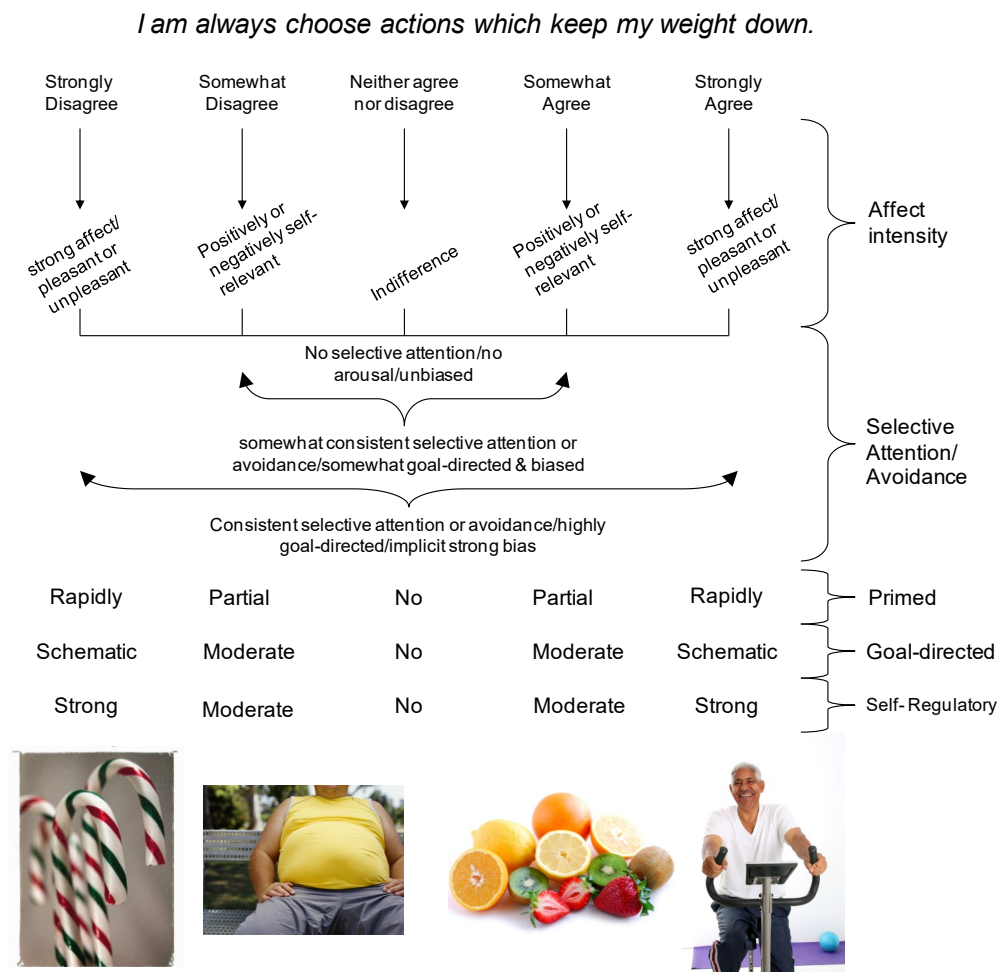 I am always choose actions which keep my weight down.
Strongly
Disagree
Somewhat
Disagree
Neither agree
nor disagree
Somewhat
Agree
Strongly
Agree
strong affect/
pleasant or
unpleasant
Positively or
negatively self-
relevant
Indifference
Positively or
negatively self-
relevant
strong affect/
pleasant or
unpleasant
Affect
intensity
No selective attention/no
arousal/unbiased
somewhat consistent selective attention or
avoidance/somewhat goal-directed & biased
Consistent selective attention or avoidance/highly
goal-directed/implicit strong bias
Selective
Attention/
Avoidance
Rapidly Partial No Partial Rapidly Primed
Schematic Moderate No Moderate Schematic Goal-directed
Strong Moderate No Moderate Strong Self-Regulatory